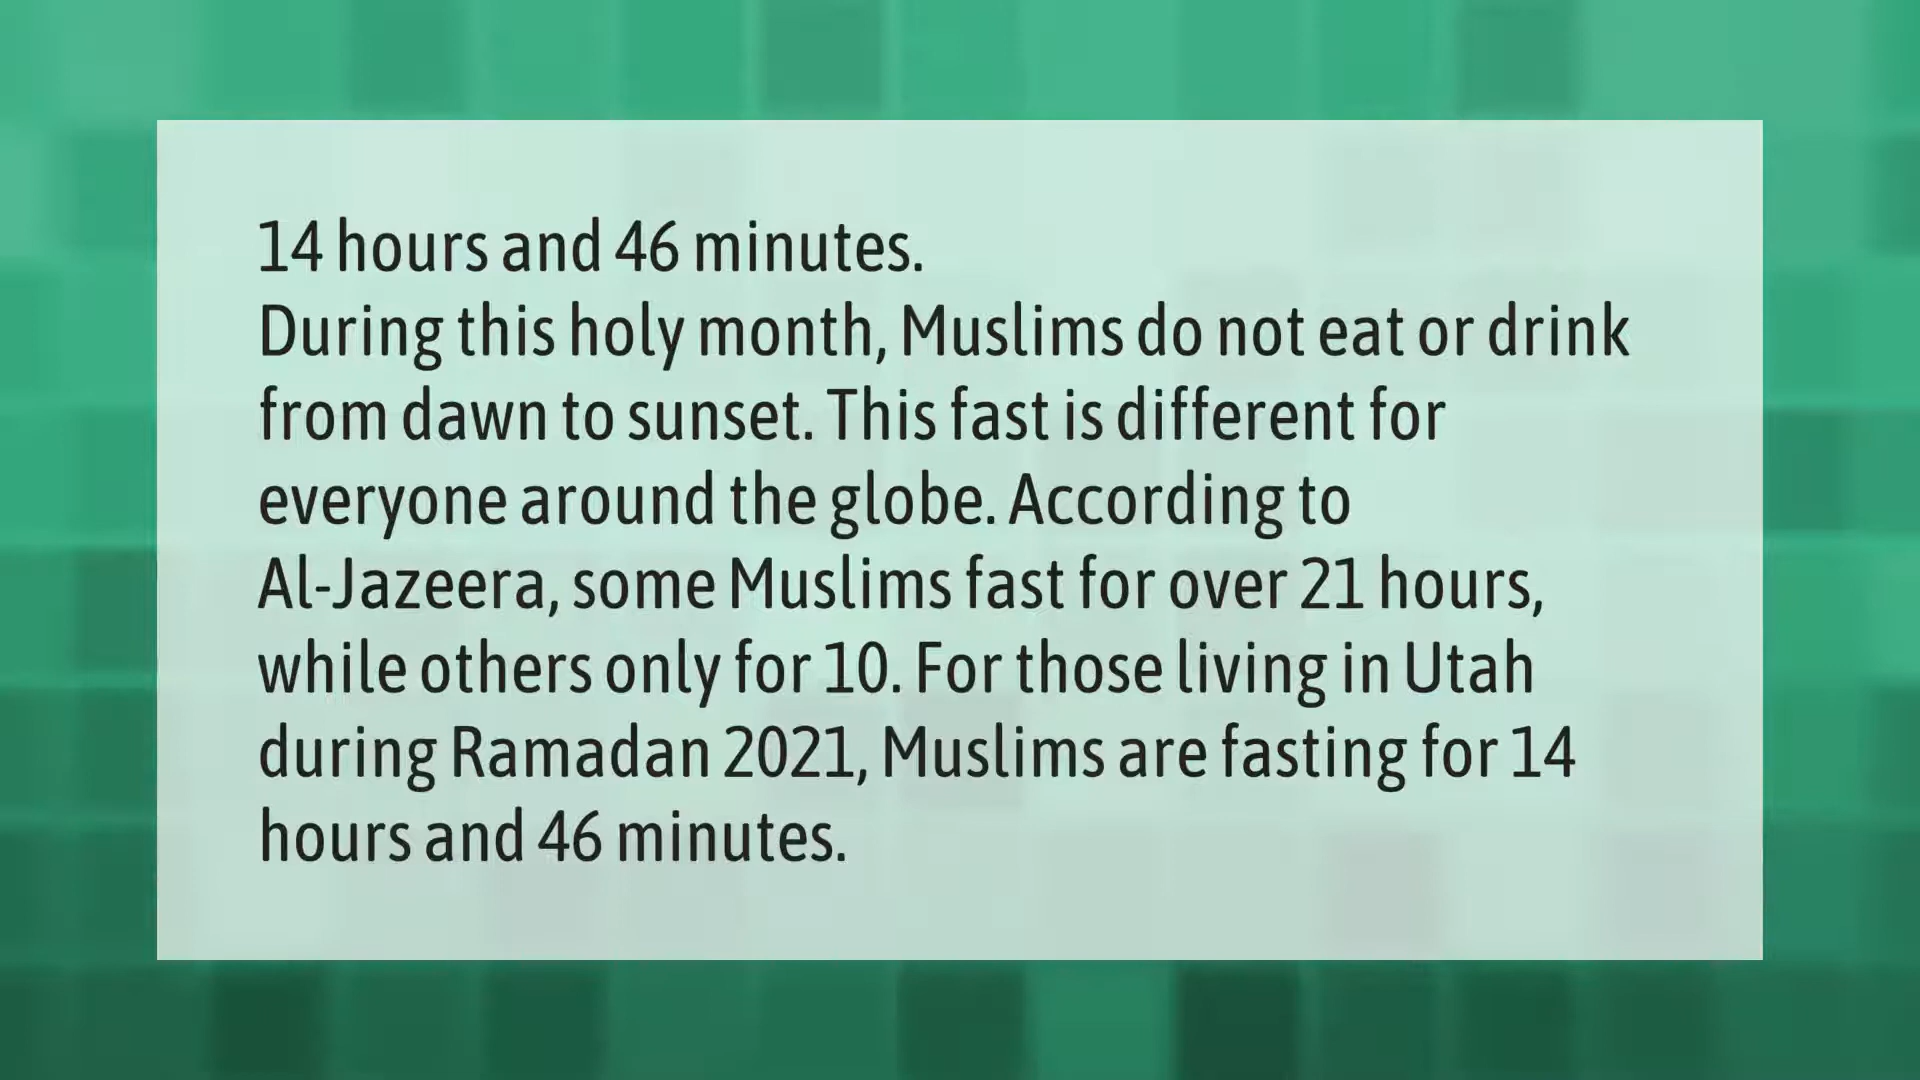 14 hours and 46 minutes.
During this holy month, Muslims do not eat or drink
from dawn to sunset. This fast is different for
everyone around the globe. According to
Al-Jazeera, some Muslims fast for over 21 hours,
while others only for 10. For those living in Utah
during Ramadan 2021, Muslims are fasting for 14
hours and 46 minutes.